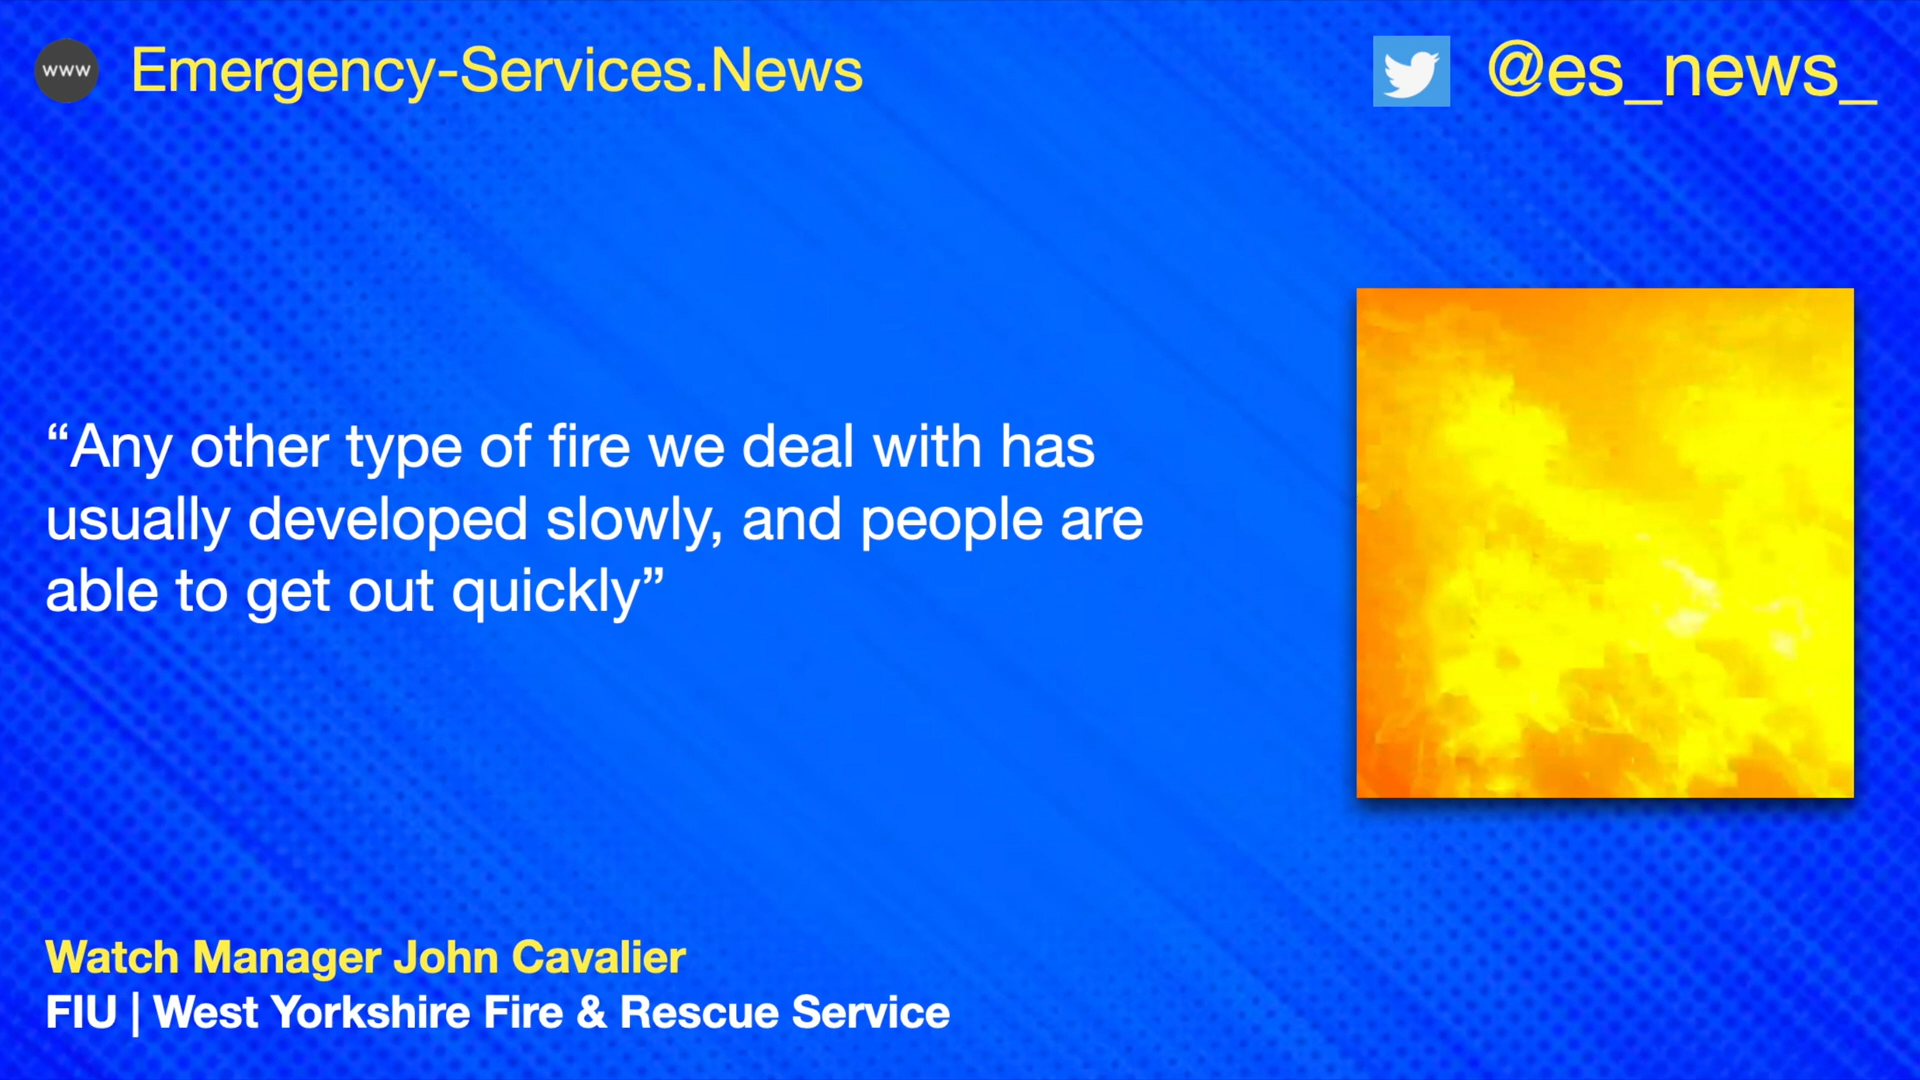 www Emergency-Services.News
@es_news_
“Any other type of fire we deal with has
usually developed slowly, and people are
able to get out quickly”
Watch Manager John Cavalier
FIU | West Yorkshire Fire & Rescue Service